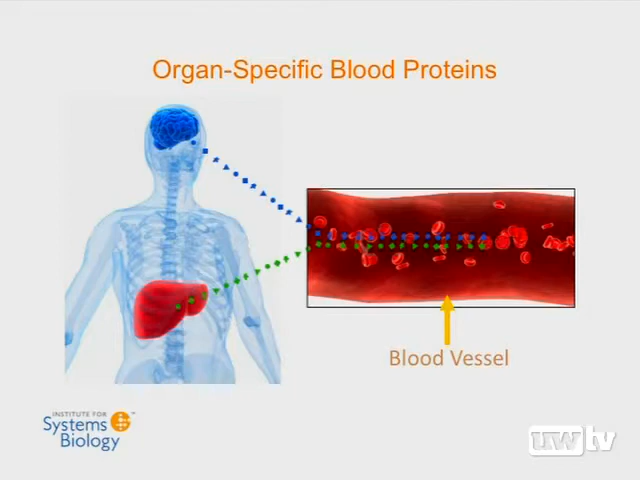 Organ-Specific Blood Proteins
Blood Vessel
INSTITUTE FOR
Systems
Biology
uwtv